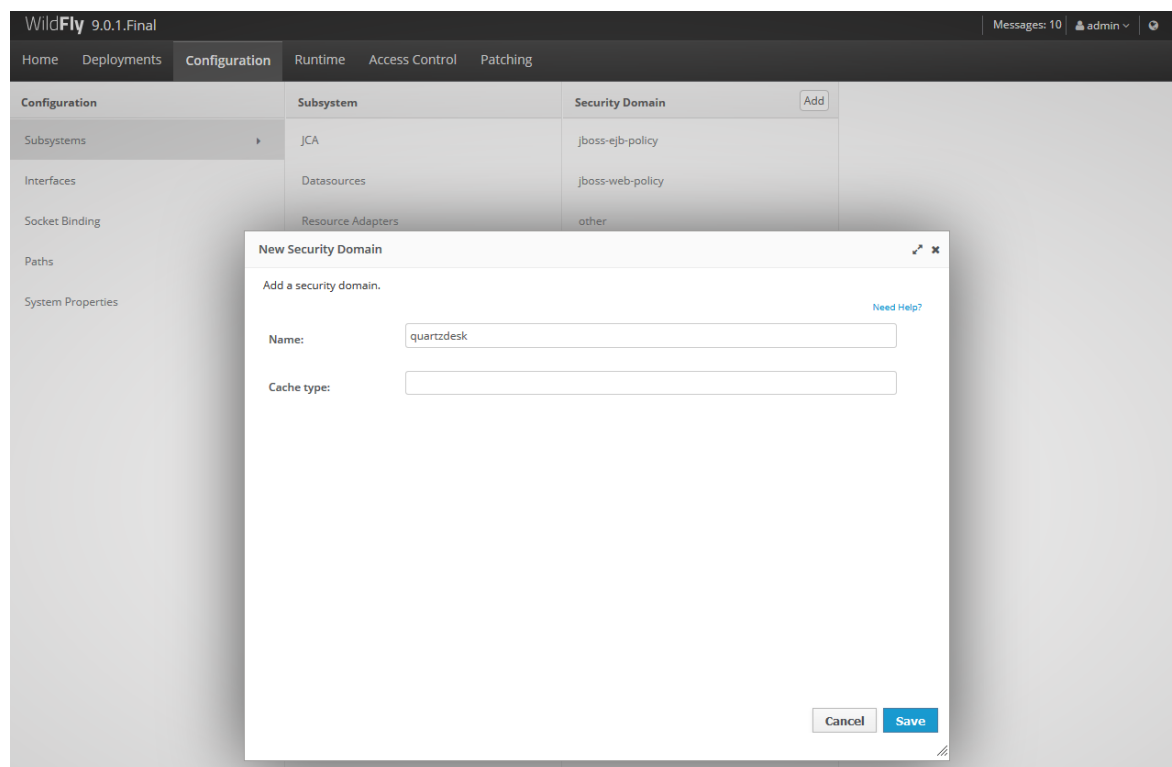 WildFly 9.0.1.Final
Messages: 10 admin
Home Deployments Configuration Runtime Access Control Patching
Configuration Subsystem Security Domain Add
Subsystems JCA jboss-ejb-policy
Interfaces Datasources jboss-web-policy
Socket Binding Resource Adapters other
Paths
System Properties
New Security Domain
Add a security domain.
Need Help?
Name: quartzdesk
Cache type:
Cancel Save